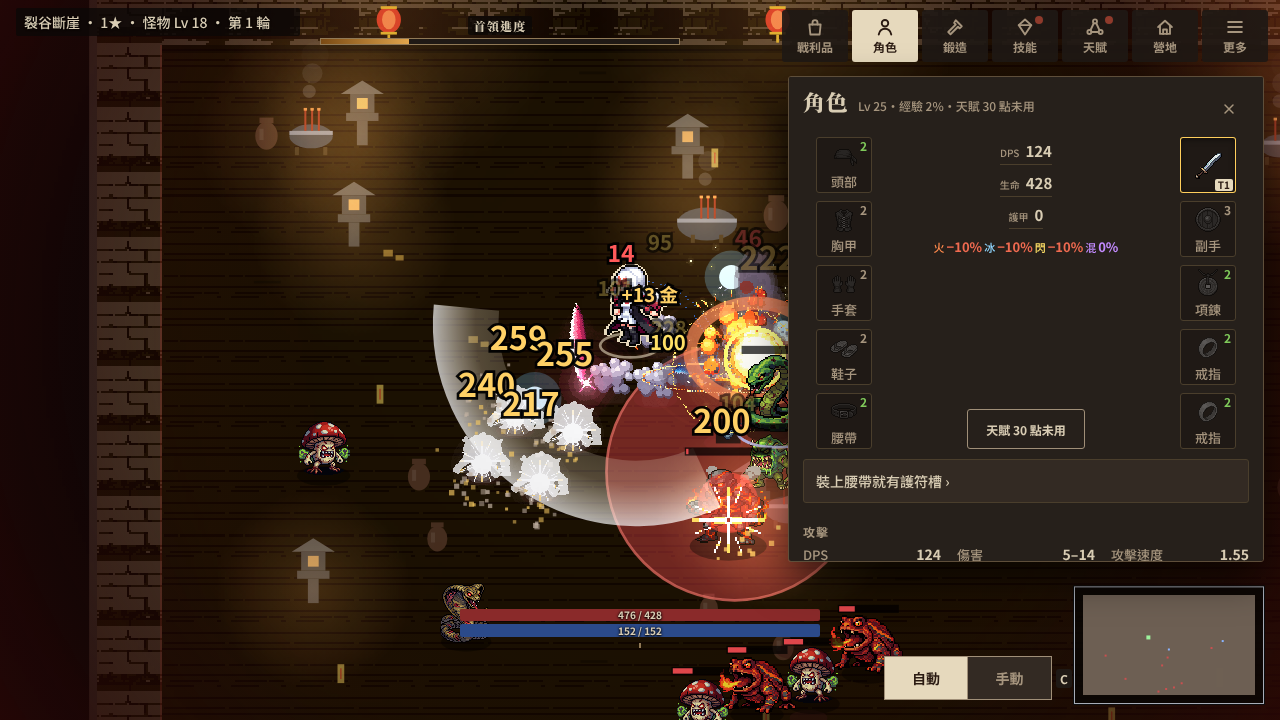 裂谷斷崖 · 1★ · 怪物 Lv 18 · 第 1 輪
首領進度
戰利品
角色
鍛造
技能
天賦
營地
更多
角色
Lv 25 · 經驗 2% · 天賦 30 點未用
×
2
頭部
2
胸甲
2
手套
2
鞋子
2
腰帶
DPS 124
生命 428
護甲 0
火 −10% 冰 −10% 閃 −10% 混 0%
T1
3
副手
2
項鍊
2
戒指
2
戒指
天賦 30 點未用
裝上腰帶就有護符槽 ›
攻擊
DPS 124 傷害 5–14 攻擊速度 1.55
95
46
222
14
+13 金
100
259
255
240
217
200
104
476 / 428
152 / 152
自動
手動
C